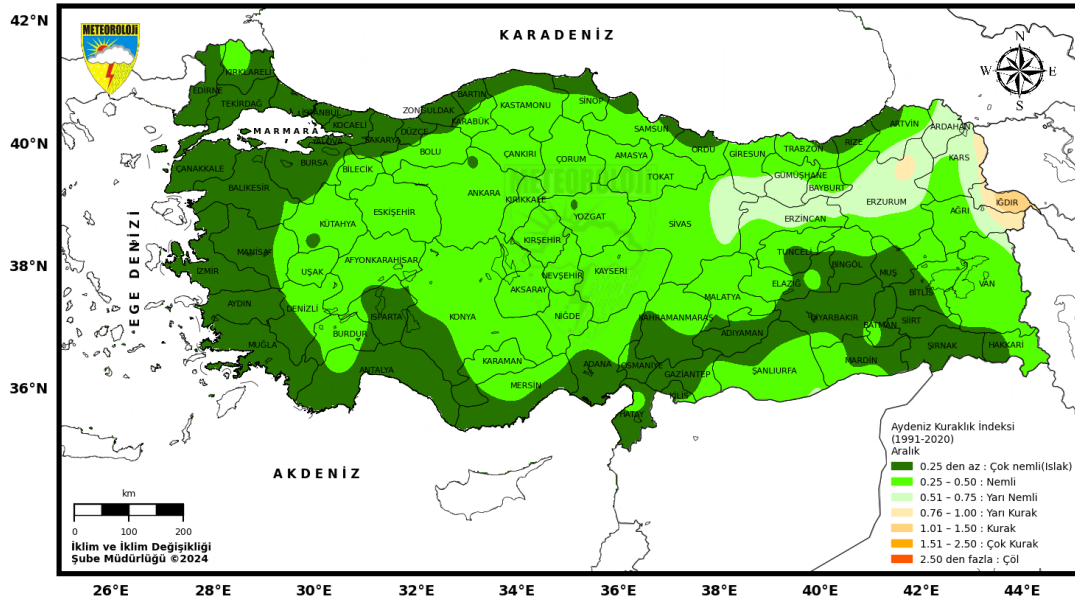 42°N
40°N
38°N
36°N
METEOROLOJİ
KARADENİZ
N
W
E
S
KIRKLARELİ
EDİRNE
TEKİRDAĞ
İSTANBUL
KOCAELİ
MARMARA
YALOVA
SAKARYA
DÜZCE
ZONGULDAK
BARTIN
KARABÜK
KASTAMONU
SİNOP
SAMSUN
ORDU
GİRESUN
TRABZON
RİZE
ARTVİN
ARDAHAN
KARS
ÇANAKKALE
BURSA
BİLECİK
BOLU
ÇANKIRI
ÇORUM
AMASYA
TOKAT
GÜMÜŞHANE
BAYBURT
ERZURUM
IĞDIR
AĞRI
BALIKESİR
ESKİŞEHİR
ANKARA
KIRIKKALE
YOZGAT
SİVAS
ERZİNCAN
METEOROLOJİ
KÜTAHYA
KIRŞEHİR
MANİSA
UŞAK
AFYONKARAHİSAR
NEVŞEHİR
KAYSERİ
TUNCELİ
BİNGÖL
MUŞ
İZMİR
AKSARAY
MALATYA
ELAZIĞ
BİTLİS
VAN
AYDIN
DENİZLİ
ISPARTA
KONYA
NİĞDE
KAHRAMANMARAŞ
ADIYAMAN
DİYARBAKIR
BATMAN
SİİRT
MUĞLA
BURDUR
KARAMAN
ADANA
OSMANİYE
GAZİANTEP
ŞANLIURFA
MARDİN
ŞIRNAK
HAKKARİ
ANTALYA
MERSİN
KİLİS
HATAY
EGE DENİZİ
AKDENİZ
km
0 100 200
İklim ve İklim Değişikliği
Şube Müdürlüğü ©2024
Aydeniz Kuraklık İndeksi
(1991-2020)
Aralık
0.25 den az : Çok nemli(Islak)
0.25 – 0.50 : Nemli
0.51 – 0.75 : Yarı Nemli
0.76 – 1.00 : Yarı Kurak
1.01 – 1.50 : Kurak
1.51 – 2.50 : Çok Kurak
2.50 den fazla : Çöl
26°E 28°E 30°E 32°E 34°E 36°E 38°E 40°E 42°E 44°E